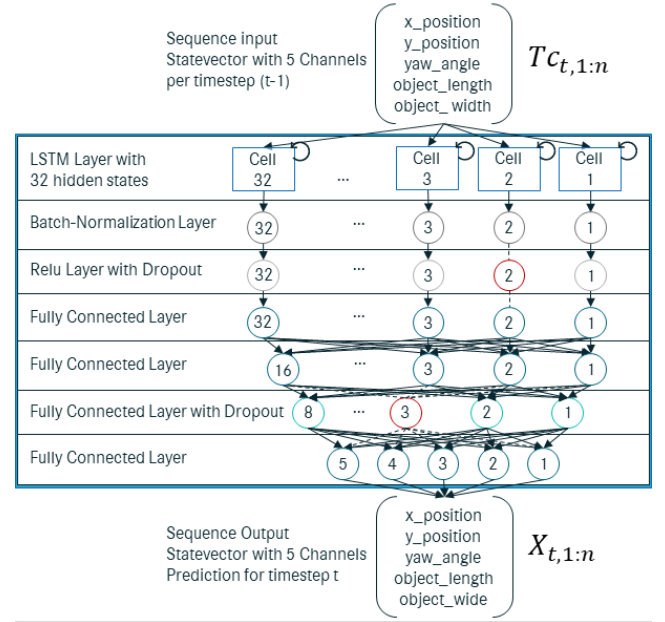 Sequence input
Statevector with 5 Channels
per timestep (t-1)
x_position
y_position
yaw_angle
object_length
object_ width
Tc_{t,1:n}
LSTM Layer with
32 hidden states
Cell 32
...
Cell 3
Cell 2
Cell 1
Batch-Normalization Layer
32 ... 3 2 1
Relu Layer with Dropout
32 ... 3 2 1
Fully Connected Layer
32 ... 3 2 1
Fully Connected Layer
16 ... 3 2 1
Fully Connected Layer with Dropout
8 ... 3 2 1
Fully Connected Layer
5 4 3 2 1
Sequence Output
Statevector with 5 Channels
Prediction for timestep t
x_position
y_position
yaw_angle
object_length
object_wide
X_{t,1:n}